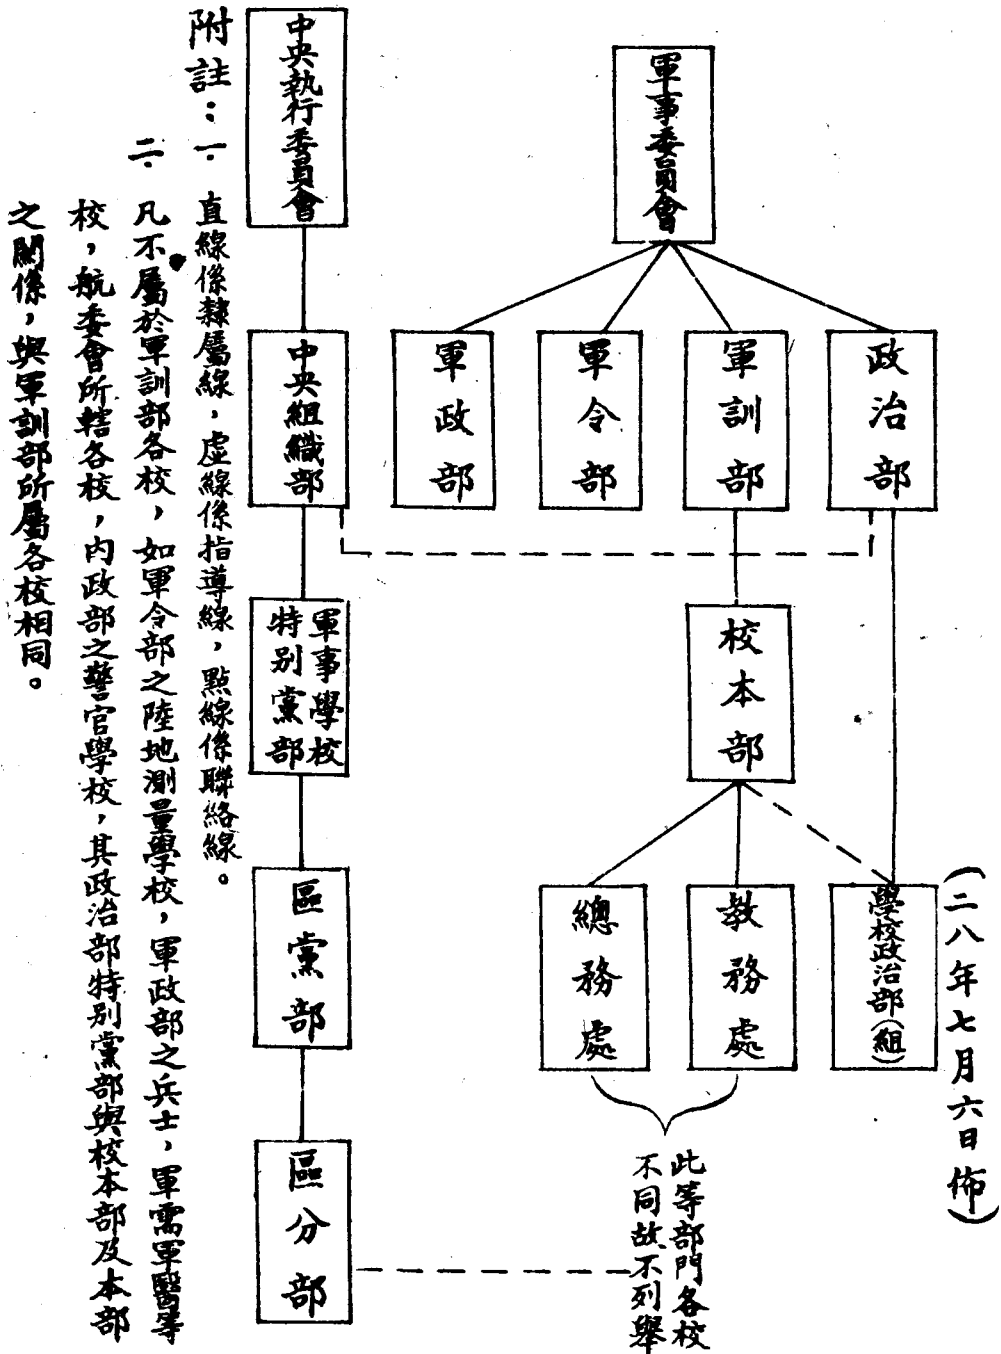 (二八年七月六日佈)
軍事委員會
政治部
軍訓部
軍令部
軍政部
校本部
學校政治部(組)
教務處
總務處
此等部門各校
不同故不列舉
中央執行委員會
中央組織部
軍事學校
特別黨部
區黨部
區分部
附註：一. 直線係隸屬線，虛線係指導線，點線係聯絡線。
二. 凡不屬於軍訓部各校，如軍令部之陸地測量學校，軍政部之兵士，軍需軍醫等
校，航委會所轄各校，內政部之警官學校，其政治部特別黨部與校本部及本部
之關係，與軍訓部所屬各校相同。